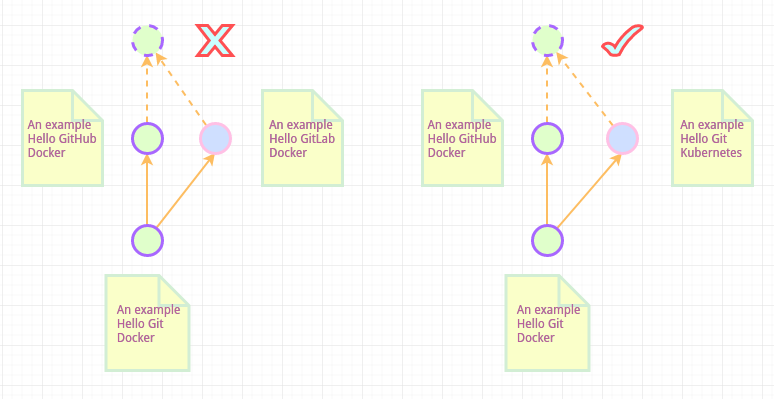 An example
Hello GitHub
Docker
An example
Hello GitLab
Docker
An example
Hello GitHub
Docker
An example
Hello Git
Kubernetes
An example
Hello Git
Docker
An example
Hello Git
Docker